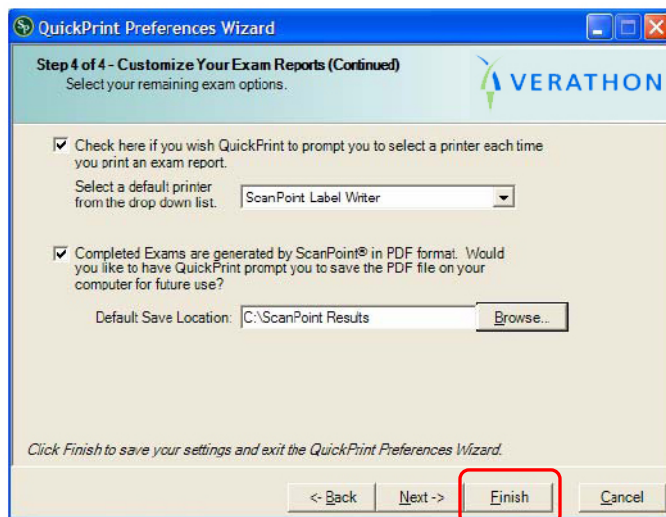 QuickPrint Preferences Wizard
Step 4 of 4 - Customize Your Exam Reports (Continued)
Select your remaining exam options.
VERATHON
Check here if you wish QuickPrint to prompt you to select a printer each time
you print an exam report.
Select a default printer
from the drop down list.
ScanPoint Label Writer
Completed Exams are generated by ScanPoint® in PDF format. Would
you like to have QuickPrint prompt you to save the PDF file on your
computer for future use?
Default Save Location: C:\ScanPoint Results Browse...
Click Finish to save your settings and exit the QuickPrint Preferences Wizard.
<- Back Next -> Finish Cancel